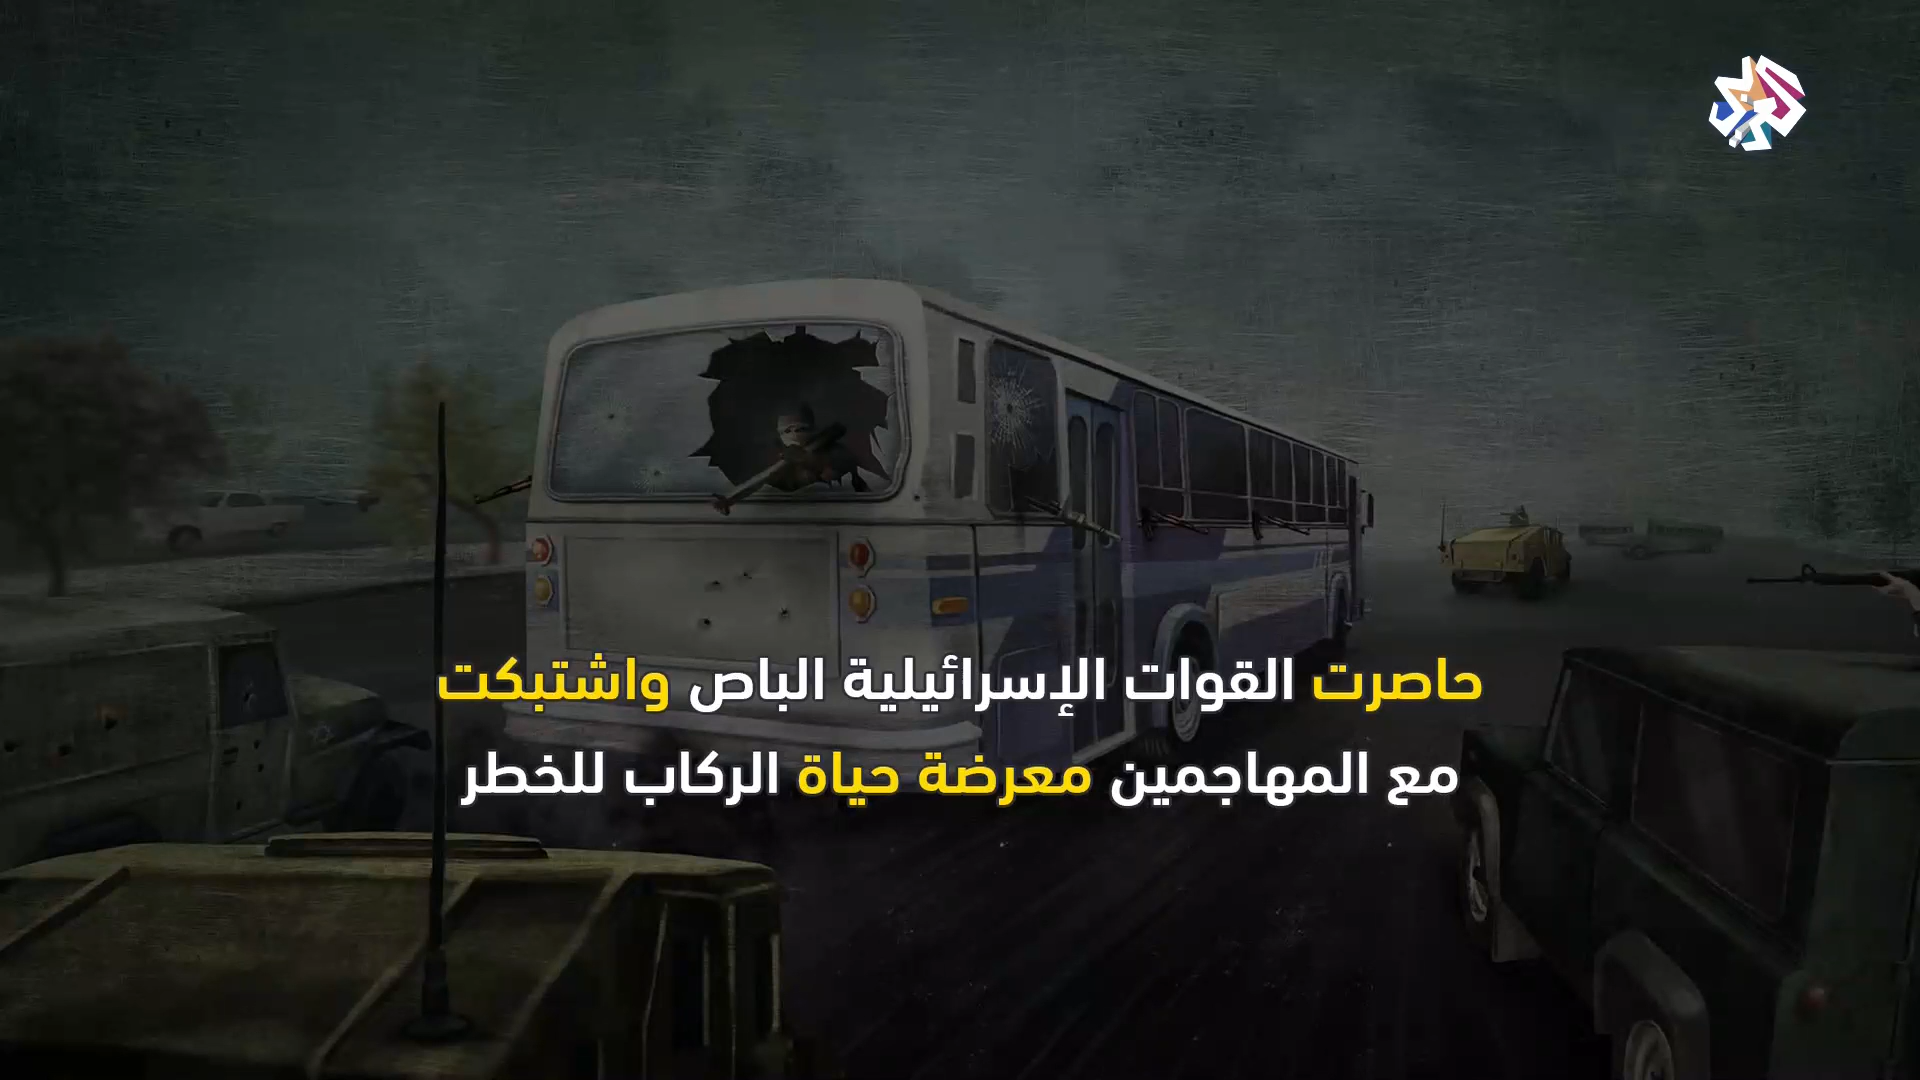 حاصرت القوات الإسرائيلية الباص واشتبكت
مع المهاجمين معرضة حياة الركاب للخطر